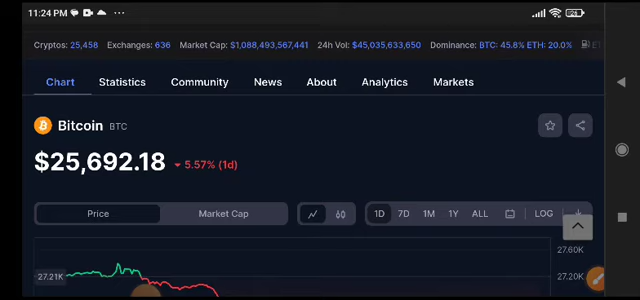 11:24 PM
Cryptos: 25,458 Exchanges: 636 Market Cap: $1,088,493,567,441 24h Vol: $45,035,633,650 Dominance: BTC: 45.8% ETH: 20.0%
Chart Statistics Community News About Analytics Markets
Bitcoin BTC
$25,692.18 5.57% (1d)
Price Market Cap 1D 7D 1M 1Y ALL LOG
27.60K
27.21K 27.20K